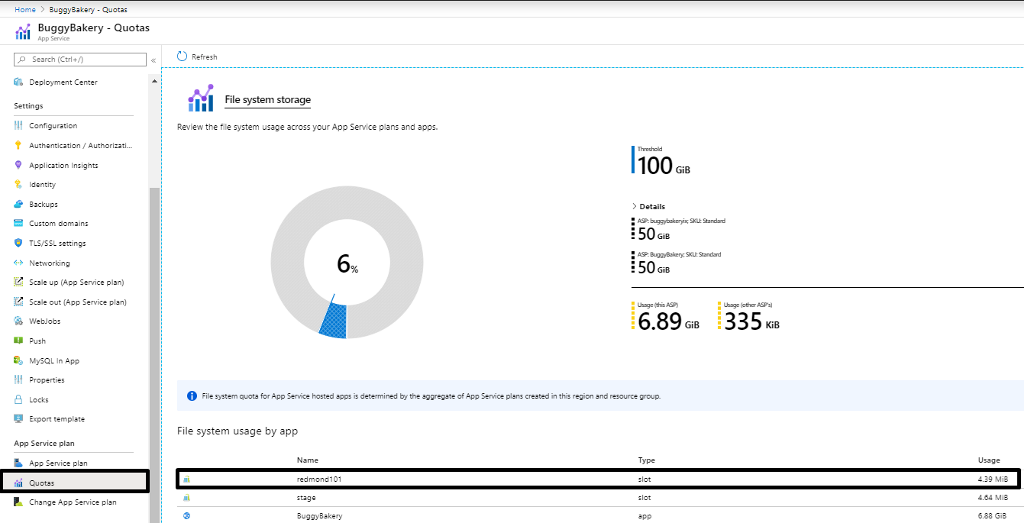 Home > BuggyBakery - Quotas
BuggyBakery - Quotas
App Service
Search (Ctrl+/)
«
Refresh
Deployment Center
Settings
Configuration
Authentication / Authorizati...
Application Insights
Identity
Backups
Custom domains
TLS/SSL settings
Networking
Scale up (App Service plan)
Scale out (App Service plan)
WebJobs
Push
MySQL In App
Properties
Locks
Export template
App Service plan
App Service plan
Quotas
Change App Service plan
File system storage
Review the file system usage across your App Service plans and apps.
6%
Threshold
100 GiB
> Details
ASP: buggybakerylix; SKU: Standard
50 GiB
ASP: BuggyBakery; SKU: Standard
50 GiB
Usage (this ASP)
6.89 GiB
Usage (other ASPs)
335 KiB
File system quota for App Service hosted apps is determined by the aggregate of App Service plans created in this region and resource group.
File system usage by app
Name Type Usage
redmond101 slot 4.39 MiB
stage slot 4.64 MiB
BuggyBakery app 6.88 GiB